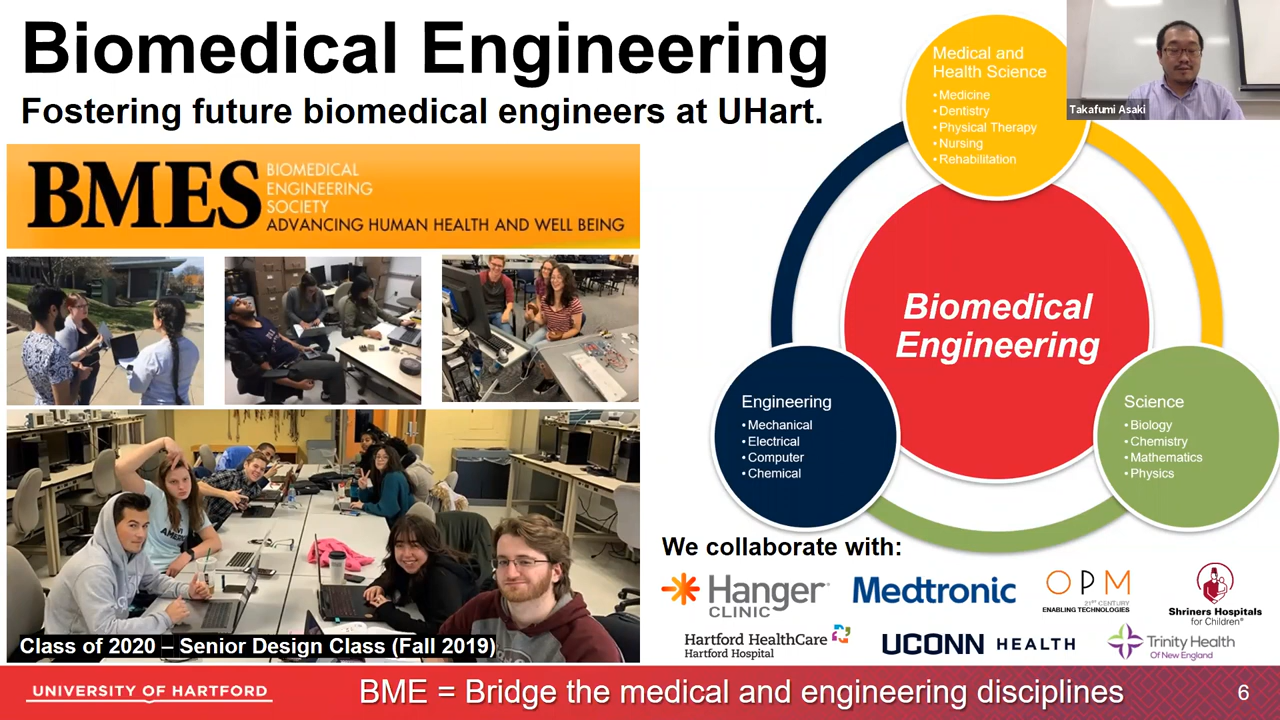 Biomedical Engineering
Fostering future biomedical engineers at UHart.
BMES
BIOMEDICAL
ENGINEERING
SOCIETY
ADVANCING HUMAN HEALTH AND WELL BEING
Class of 2020 – Senior Design Class (Fall 2019)
Medical and
Health Science
• Medicine
• Dentistry
• Physical Therapy
• Nursing
• Rehabilitation
Takafumi Asaki
Biomedical
Engineering
Engineering
• Mechanical
• Electrical
• Computer
• Chemical
Science
• Biology
• Chemistry
• Mathematics
• Physics
We collaborate with:
Hanger
CLINIC
Medtronic
OPM
21ST CENTURY
ENABLING TECHNOLOGIES
Shriners Hospitals
for Children®
Hartford HealthCare
Hartford Hospital
UCONN HEALTH
Trinity Health
Of New England
UNIVERSITY OF HARTFORD
BME = Bridge the medical and engineering disciplines
6